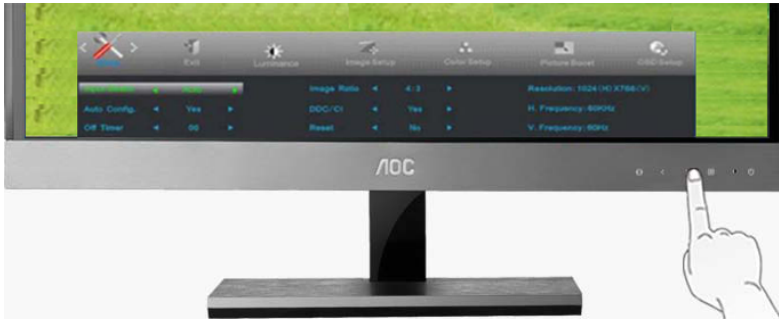 Exit Luminance Image Setup Color Setup Picture Boost OSD Setup
Auto Image Ratio 4:3 Resolution: 1024(H) X768(V)
Auto Config. Yes DDC/CI Yes H. Frequency: 60KHz
Off Timer 00 Reset No V. Frequency: 60Hz
AOC